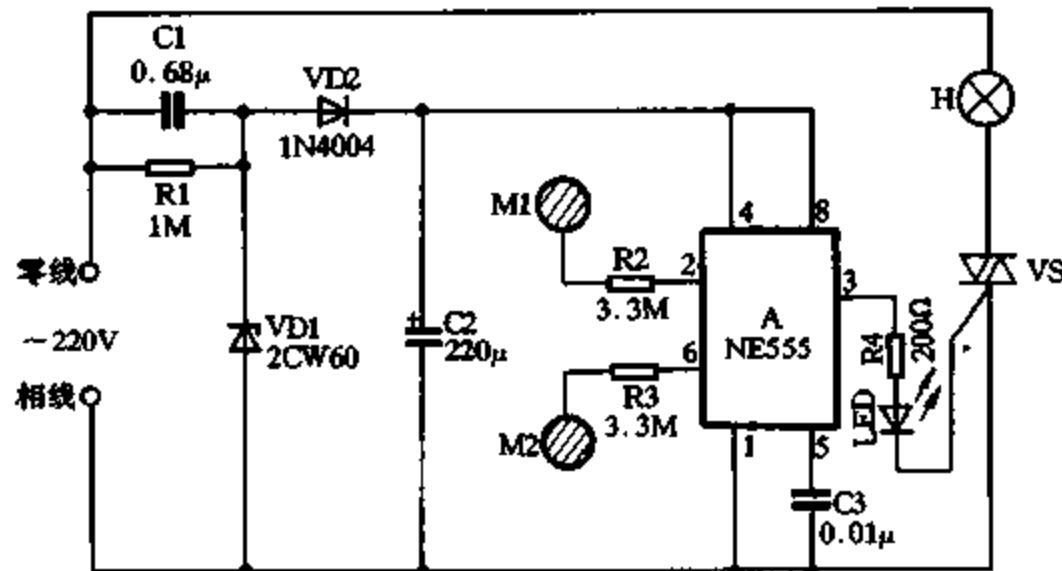 C1
0.68μ
VD2
1N4004
H
R1
1M
M1
4
8
R2
2
3.3M
VS
零线
3
~220V
VD1
2CW60
+
C2
220μ
A
NE555
R4
200Ω
6
R3
3.3M
相线
M2
LED
1
5
C3
0.01μ